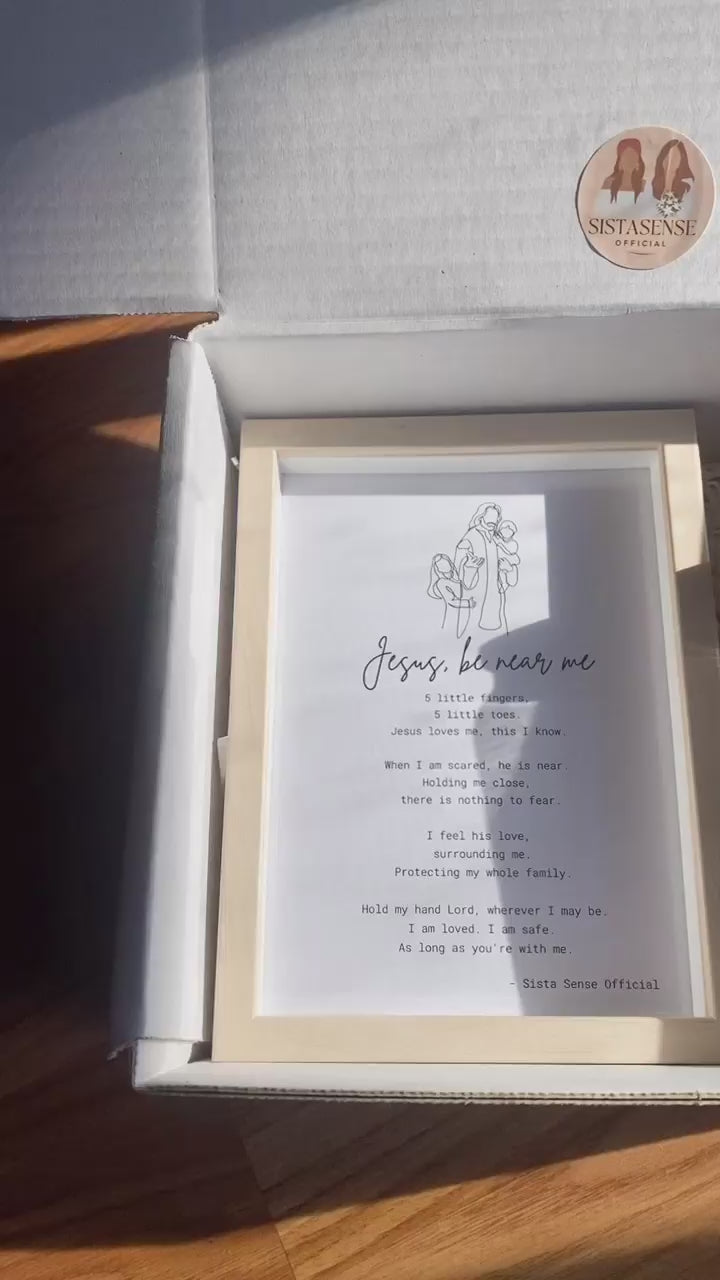 SISTASENSE
OFFICIAL
Jesus, be near me
5 little fingers,
5 little toes.
Jesus loves me, this I know.
When I am scared, he is near.
Holding me close,
there is nothing to fear.
I feel his love,
surrounding me.
Protecting my whole family.
Hold my hand Lord, wherever I may be.
I am loved. I am safe.
As long as you're with me.
- Sista Sense Official